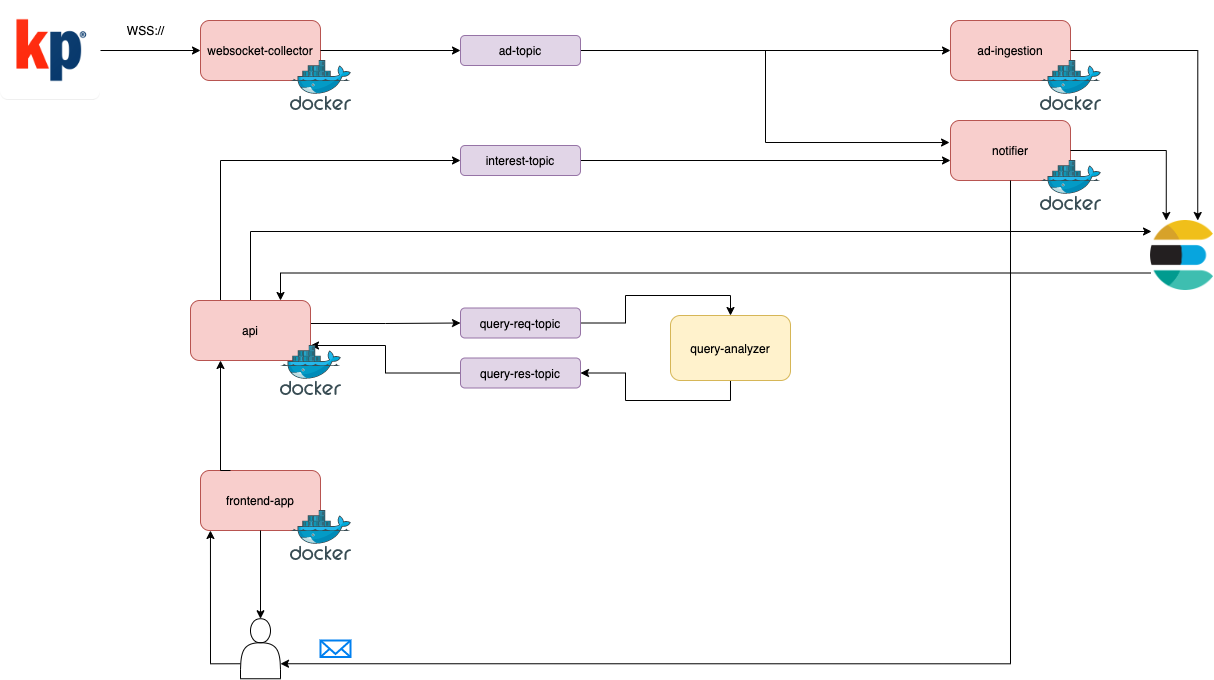 kp®
WSS://
websocket-collector
docker
ad-topic
ad-ingestion
docker
interest-topic
notifier
docker
api
docker
query-req-topic
query-res-topic
query-analyzer
frontend-app
docker